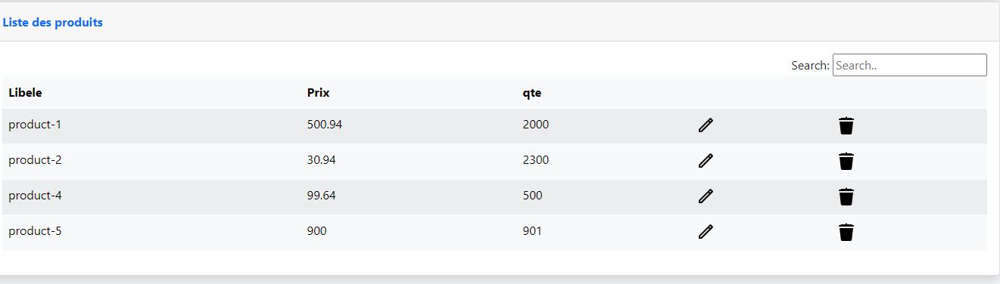 Liste des produits
Search: Search..
Libele Prix qte
product-1 500.94 2000
product-2 30.94 2300
product-4 99.64 500
product-5 900 901